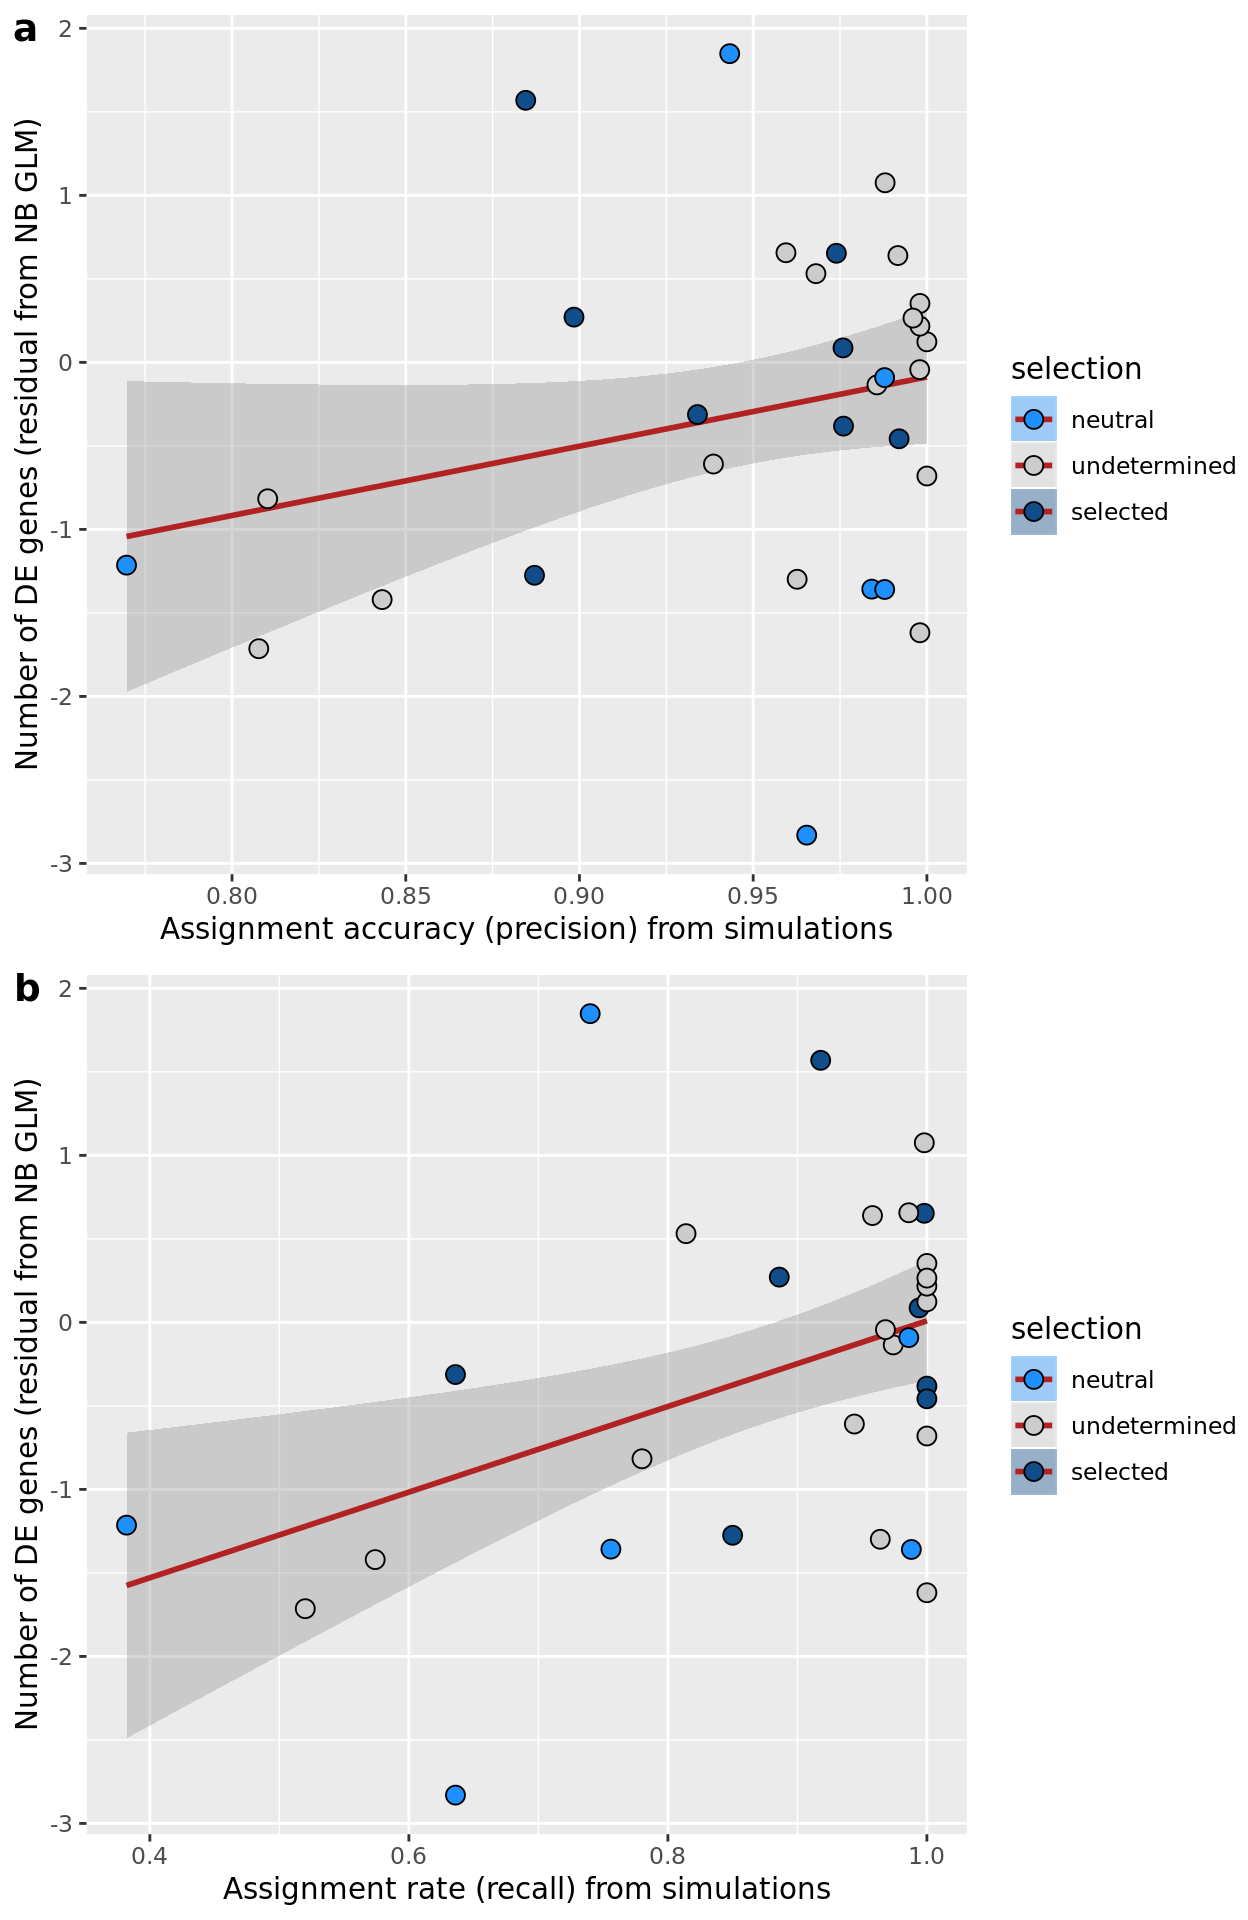 a
Number of DE genes (residual from NB GLM)
2
1
0
-1
-2
-3
0.80 0.85 0.90 0.95 1.00
Assignment accuracy (precision) from simulations
selection
neutral
undetermined
selected
b
Number of DE genes (residual from NB GLM)
2
1
0
-1
-2
-3
0.4 0.6 0.8 1.0
Assignment rate (recall) from simulations
selection
neutral
undetermined
selected